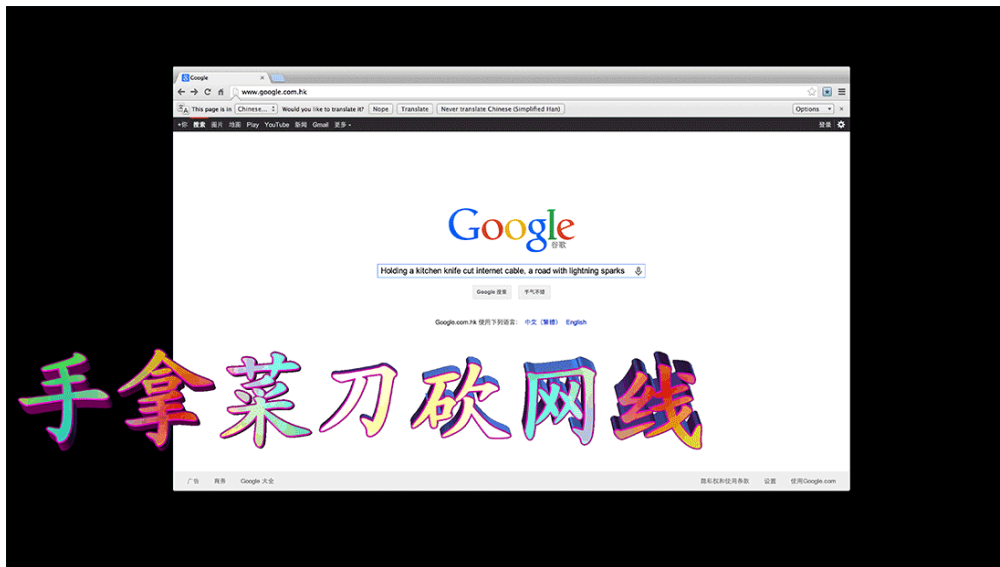 Google
www.google.com.hk
This page is in Chinese... Would you like to translate it? Nope Translate Never translate Chinese (Simplified Han) Options
+你 搜索 图片 地图 Play YouTube 新闻 Gmail 更多 登录
Google
谷歌
Holding a kitchen knife cut internet cable, a road with lightning sparks
Google 搜索 手气不错
Google.com.hk 使用下列语言: 中文 (繁體) English
手拿菜刀砍网线
广告 商务 Google 大全 隐私权和使用条款 设置 使用Google.com